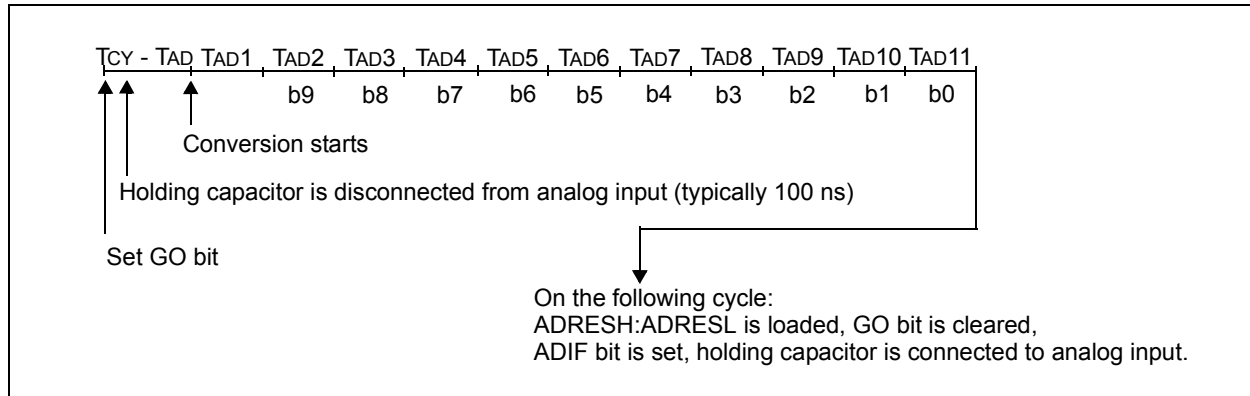 TCY - TAD TAD1 TAD2 TAD3 TAD4 TAD5 TAD6 TAD7 TAD8 TAD9 TAD10 TAD11
b9 b8 b7 b6 b5 b4 b3 b2 b1 b0
Conversion starts
Holding capacitor is disconnected from analog input (typically 100 ns)
Set GO bit
On the following cycle:
ADRESH:ADRESL is loaded, GO bit is cleared,
ADIF bit is set, holding capacitor is connected to analog input.